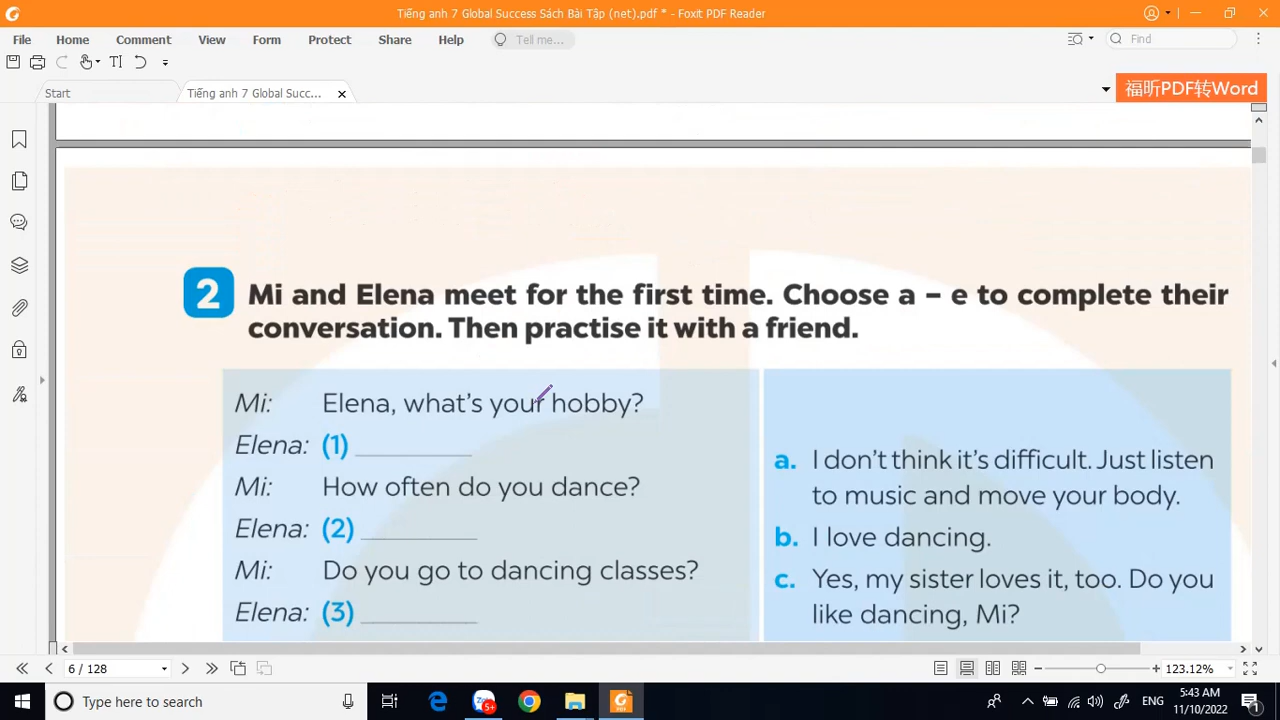 Tiếng anh 7 Global Success Sách Bài Tập (net).pdf * - Foxit PDF Reader
File Home Comment View Form Protect Share Help Tell me... Find
Start Tiếng anh 7 Global Succ... 福昕PDF转Word
2 Mi and Elena meet for the first time. Choose a – e to complete their
conversation. Then practise it with a friend.
Mi: Elena, what's your hobby?
Elena: (1) __________
Mi: How often do you dance?
Elena: (2) __________
Mi: Do you go to dancing classes?
Elena: (3) __________
a. I don't think it's difficult. Just listen
to music and move your body.
b. I love dancing.
c. Yes, my sister loves it, too. Do you
like dancing, Mi?
6 / 128 123.12%
Type here to search 5+ ENG 5:43 AM
11/10/2022 1